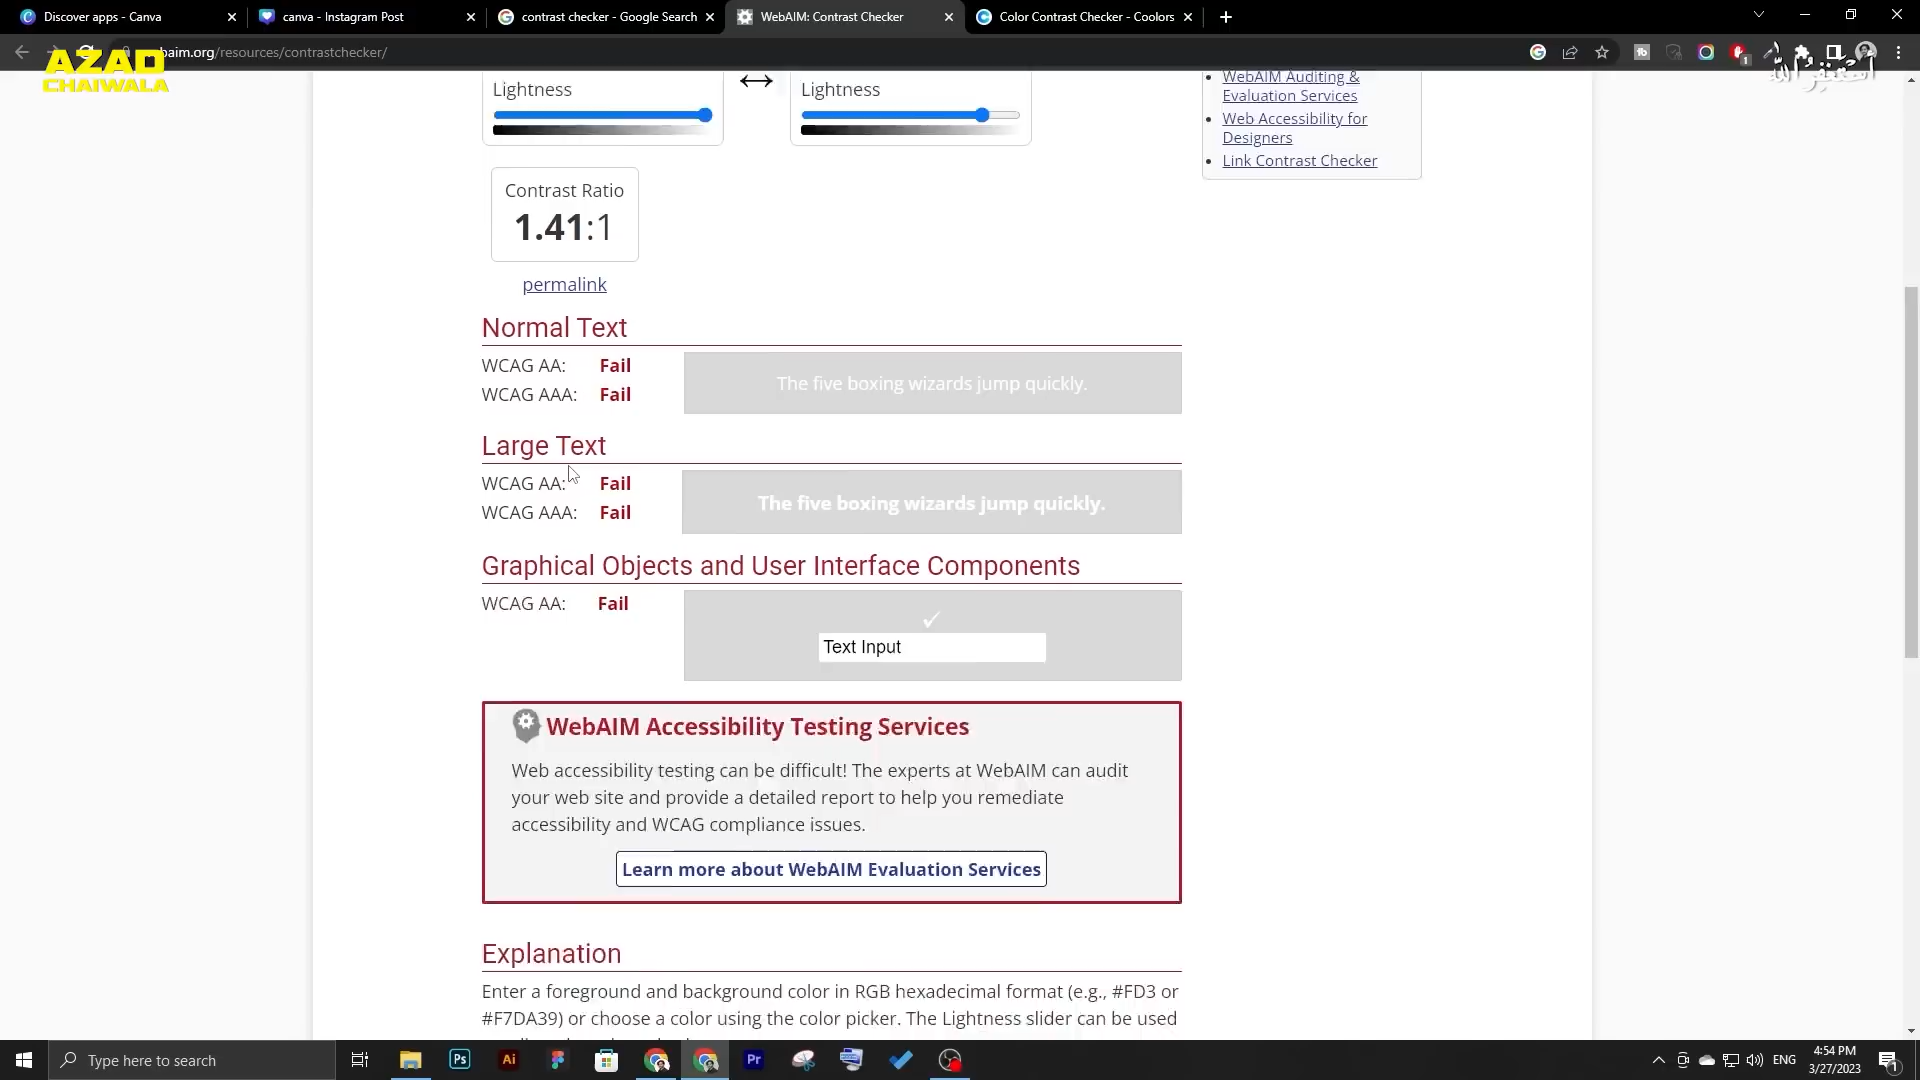 Discover apps - Canva
canva - Instagram Post
contrast checker - Google Search
WebAIM: Contrast Checker
Color Contrast Checker - Coolors
baim.org/resources/contrastchecker/
AZAD
CHAIWALA
أستغفر الله
Lightness
Lightness
WebAIM Auditing &
Evaluation Services
Web Accessibility for
Designers
Link Contrast Checker
Contrast Ratio
1.41:1
permalink
Normal Text
WCAG AA: Fail
WCAG AAA: Fail
The five boxing wizards jump quickly.
Large Text
WCAG AA: Fail
WCAG AAA: Fail
The five boxing wizards jump quickly.
Graphical Objects and User Interface Components
WCAG AA: Fail
Text Input
WebAIM Accessibility Testing Services
Web accessibility testing can be difficult! The experts at WebAIM can audit
your web site and provide a detailed report to help you remediate
accessibility and WCAG compliance issues.
Learn more about WebAIM Evaluation Services
Explanation
Enter a foreground and background color in RGB hexadecimal format (e.g., #FD3 or
#F7DA39) or choose a color using the color picker. The Lightness slider can be used
Type here to search
Ps
Ai
Pr
ENG
4:54 PM
3/27/2023
1